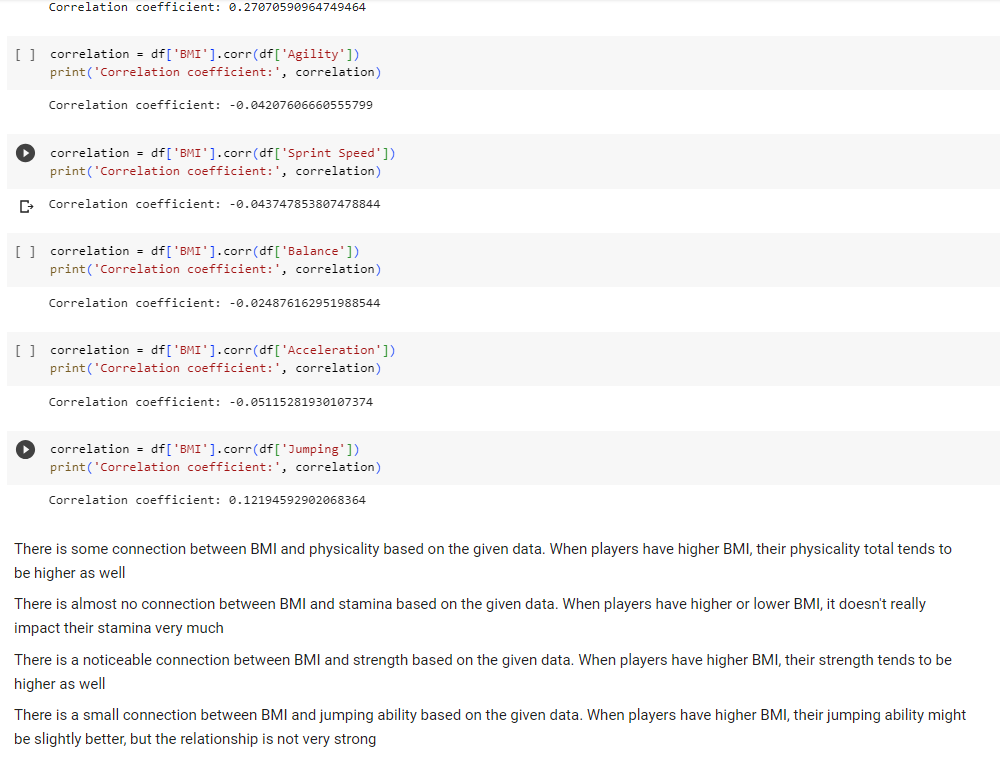 Correlation coefficient: 0.27070590964749464
[ ] correlation = df['BMI'].corr(df['Agility'])
print('Correlation coefficient:', correlation)
Correlation coefficient: -0.04207606660555799
correlation = df['BMI'].corr(df['Sprint Speed'])
print('Correlation coefficient:', correlation)
Correlation coefficient: -0.043747853807478844
[ ] correlation = df['BMI'].corr(df['Balance'])
print('Correlation coefficient:', correlation)
Correlation coefficient: -0.024876162951988544
[ ] correlation = df['BMI'].corr(df['Acceleration'])
print('Correlation coefficient:', correlation)
Correlation coefficient: -0.05115281930107374
correlation = df['BMI'].corr(df['Jumping'])
print('Correlation coefficient:', correlation)
Correlation coefficient: 0.12194592902068364
There is some connection between BMI and physicality based on the given data. When players have higher BMI, their physicality total tends to
be higher as well
There is almost no connection between BMI and stamina based on the given data. When players have higher or lower BMI, it doesn't really
impact their stamina very much
There is a noticeable connection between BMI and strength based on the given data. When players have higher BMI, their strength tends to be
higher as well
There is a small connection between BMI and jumping ability based on the given data. When players have higher BMI, their jumping ability might
be slightly better, but the relationship is not very strong